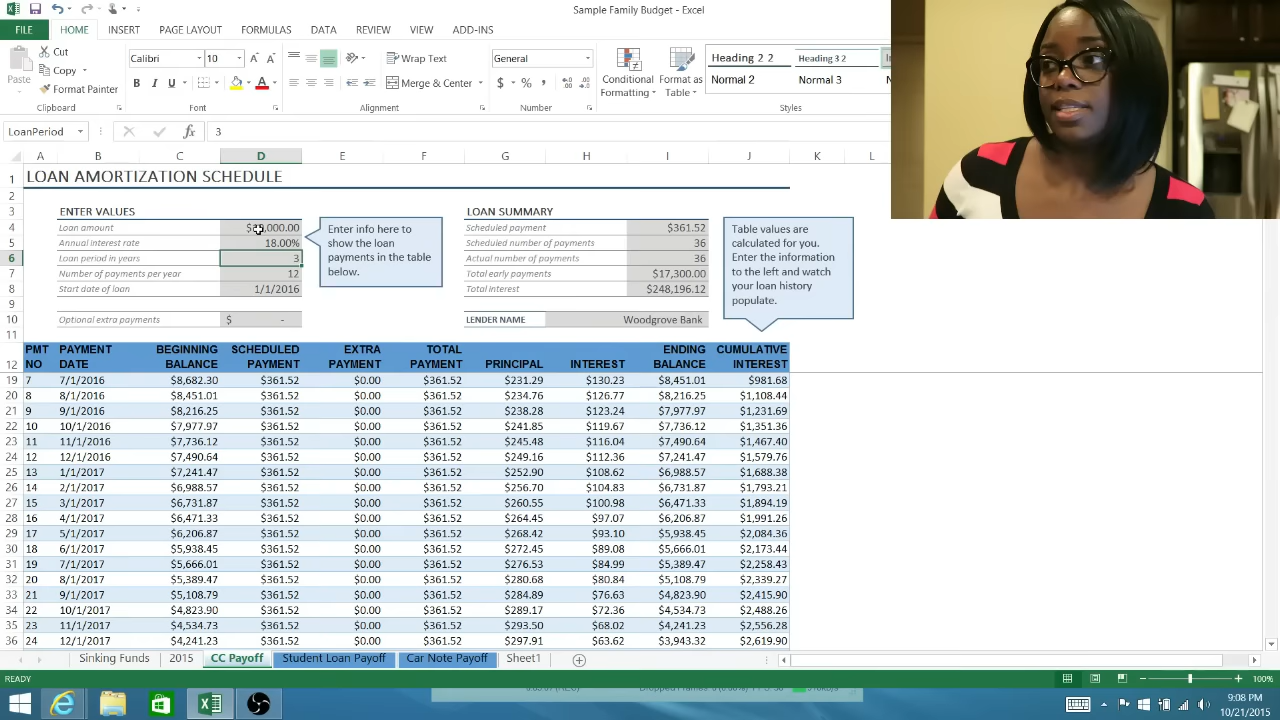 Sample Family Budget - Excel
FILE HOME INSERT PAGE LAYOUT FORMULAS DATA REVIEW VIEW ADD-INS
Paste
Cut
Copy
Format Painter
Calibri 10
B I U
Wrap Text
Merge & Center
General
$ % ,
Conditional Formatting
Format as Table
Heading 2 2 Heading 3 2
Normal 2 Normal 3
Clipboard Font Alignment Number Styles
LoanPeriod 3
A B C D E F G H I J K L
1 LOAN AMORTIZATION SCHEDULE
2
3 ENTER VALUES LOAN SUMMARY
4 Loan amount Scheduled payment $361.52
5 Annual interest rate 18.00% Scheduled number of payments 36
6 Loan period in years 3 Actual number of payments 36
7 Number of payments per year 12 Total early payments $17,300.00
8 Start date of loan 1/1/2016 Total interest $248,196.12
9
10 Optional extra payments $ - LENDER NAME Woodgrove Bank
11
Enter info here to
show the loan
payments in the table
below.
Table values are
calculated for you.
Enter the information
to the left and watch
your loan history
populate.
PMT PAYMENT BEGINNING SCHEDULED EXTRA TOTAL ENDING CUMULATIVE
12 NO DATE BALANCE PAYMENT PAYMENT PAYMENT PRINCIPAL INTEREST BALANCE INTEREST
19 7 7/1/2016 $8,682.30 $361.52 $0.00 $361.52 $231.29 $130.23 $8,451.01 $981.68
20 8 8/1/2016 $8,451.01 $361.52 $0.00 $361.52 $234.76 $126.77 $8,216.25 $1,108.44
21 9 9/1/2016 $8,216.25 $361.52 $0.00 $361.52 $238.28 $123.24 $7,977.97 $1,231.69
22 10 10/1/2016 $7,977.97 $361.52 $0.00 $361.52 $241.85 $119.67 $7,736.12 $1,351.36
23 11 11/1/2016 $7,736.12 $361.52 $0.00 $361.52 $245.48 $116.04 $7,490.64 $1,467.40
24 12 12/1/2016 $7,490.64 $361.52 $0.00 $361.52 $249.16 $112.36 $7,241.47 $1,579.76
25 13 1/1/2017 $7,241.47 $361.52 $0.00 $361.52 $252.90 $108.62 $6,988.57 $1,688.38
26 14 2/1/2017 $6,988.57 $361.52 $0.00 $361.52 $256.70 $104.83 $6,731.87 $1,793.21
27 15 3/1/2017 $6,731.87 $361.52 $0.00 $361.52 $260.55 $100.98 $6,471.33 $1,894.19
28 16 4/1/2017 $6,471.33 $361.52 $0.00 $361.52 $264.45 $97.07 $6,206.87 $1,991.26
29 17 5/1/2017 $6,206.87 $361.52 $0.00 $361.52 $268.42 $93.10 $5,938.45 $2,084.36
30 18 6/1/2017 $5,938.45 $361.52 $0.00 $361.52 $272.45 $89.08 $5,666.01 $2,173.44
31 19 7/1/2017 $5,666.01 $361.52 $0.00 $361.52 $276.53 $84.99 $5,389.47 $2,258.43
32 20 8/1/2017 $5,389.47 $361.52 $0.00 $361.52 $280.68 $80.84 $5,108.79 $2,339.27
33 21 9/1/2017 $5,108.79 $361.52 $0.00 $361.52 $284.89 $76.63 $4,823.90 $2,415.90
34 22 10/1/2017 $4,823.90 $361.52 $0.00 $361.52 $289.17 $72.36 $4,534.73 $2,488.26
35 23 11/1/2017 $4,534.73 $361.52 $0.00 $361.52 $293.50 $68.02 $4,241.23 $2,556.28
36 24 12/1/2017 $4,241.23 $361.52 $0.00 $361.52 $297.91 $63.62 $3,943.32 $2,619.90
Sinking Funds 2015 CC Payoff Student Loan Payoff Car Note Payoff Sheet1
READY 100%
9:08 PM
10/21/2015